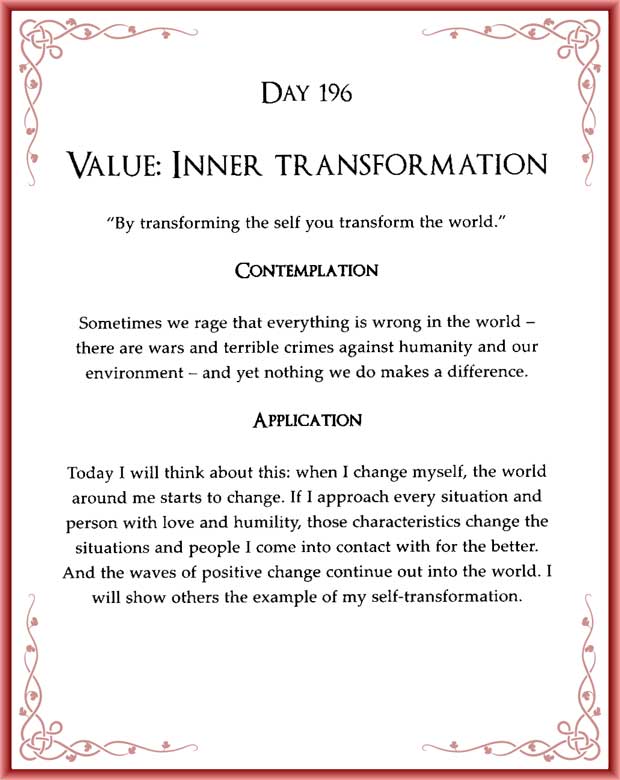 Day 196
Value: Inner transformation
“By transforming the self you transform the world.”
Contemplation
Sometimes we rage that everything is wrong in the world –
there are wars and terrible crimes against humanity and our
environment – and yet nothing we do makes a difference.
Application
Today I will think about this: when I change myself, the world
around me starts to change. If I approach every situation and
person with love and humility, those characteristics change the
situations and people I come into contact with for the better.
And the waves of positive change continue out into the world. I
will show others the example of my self-transformation.